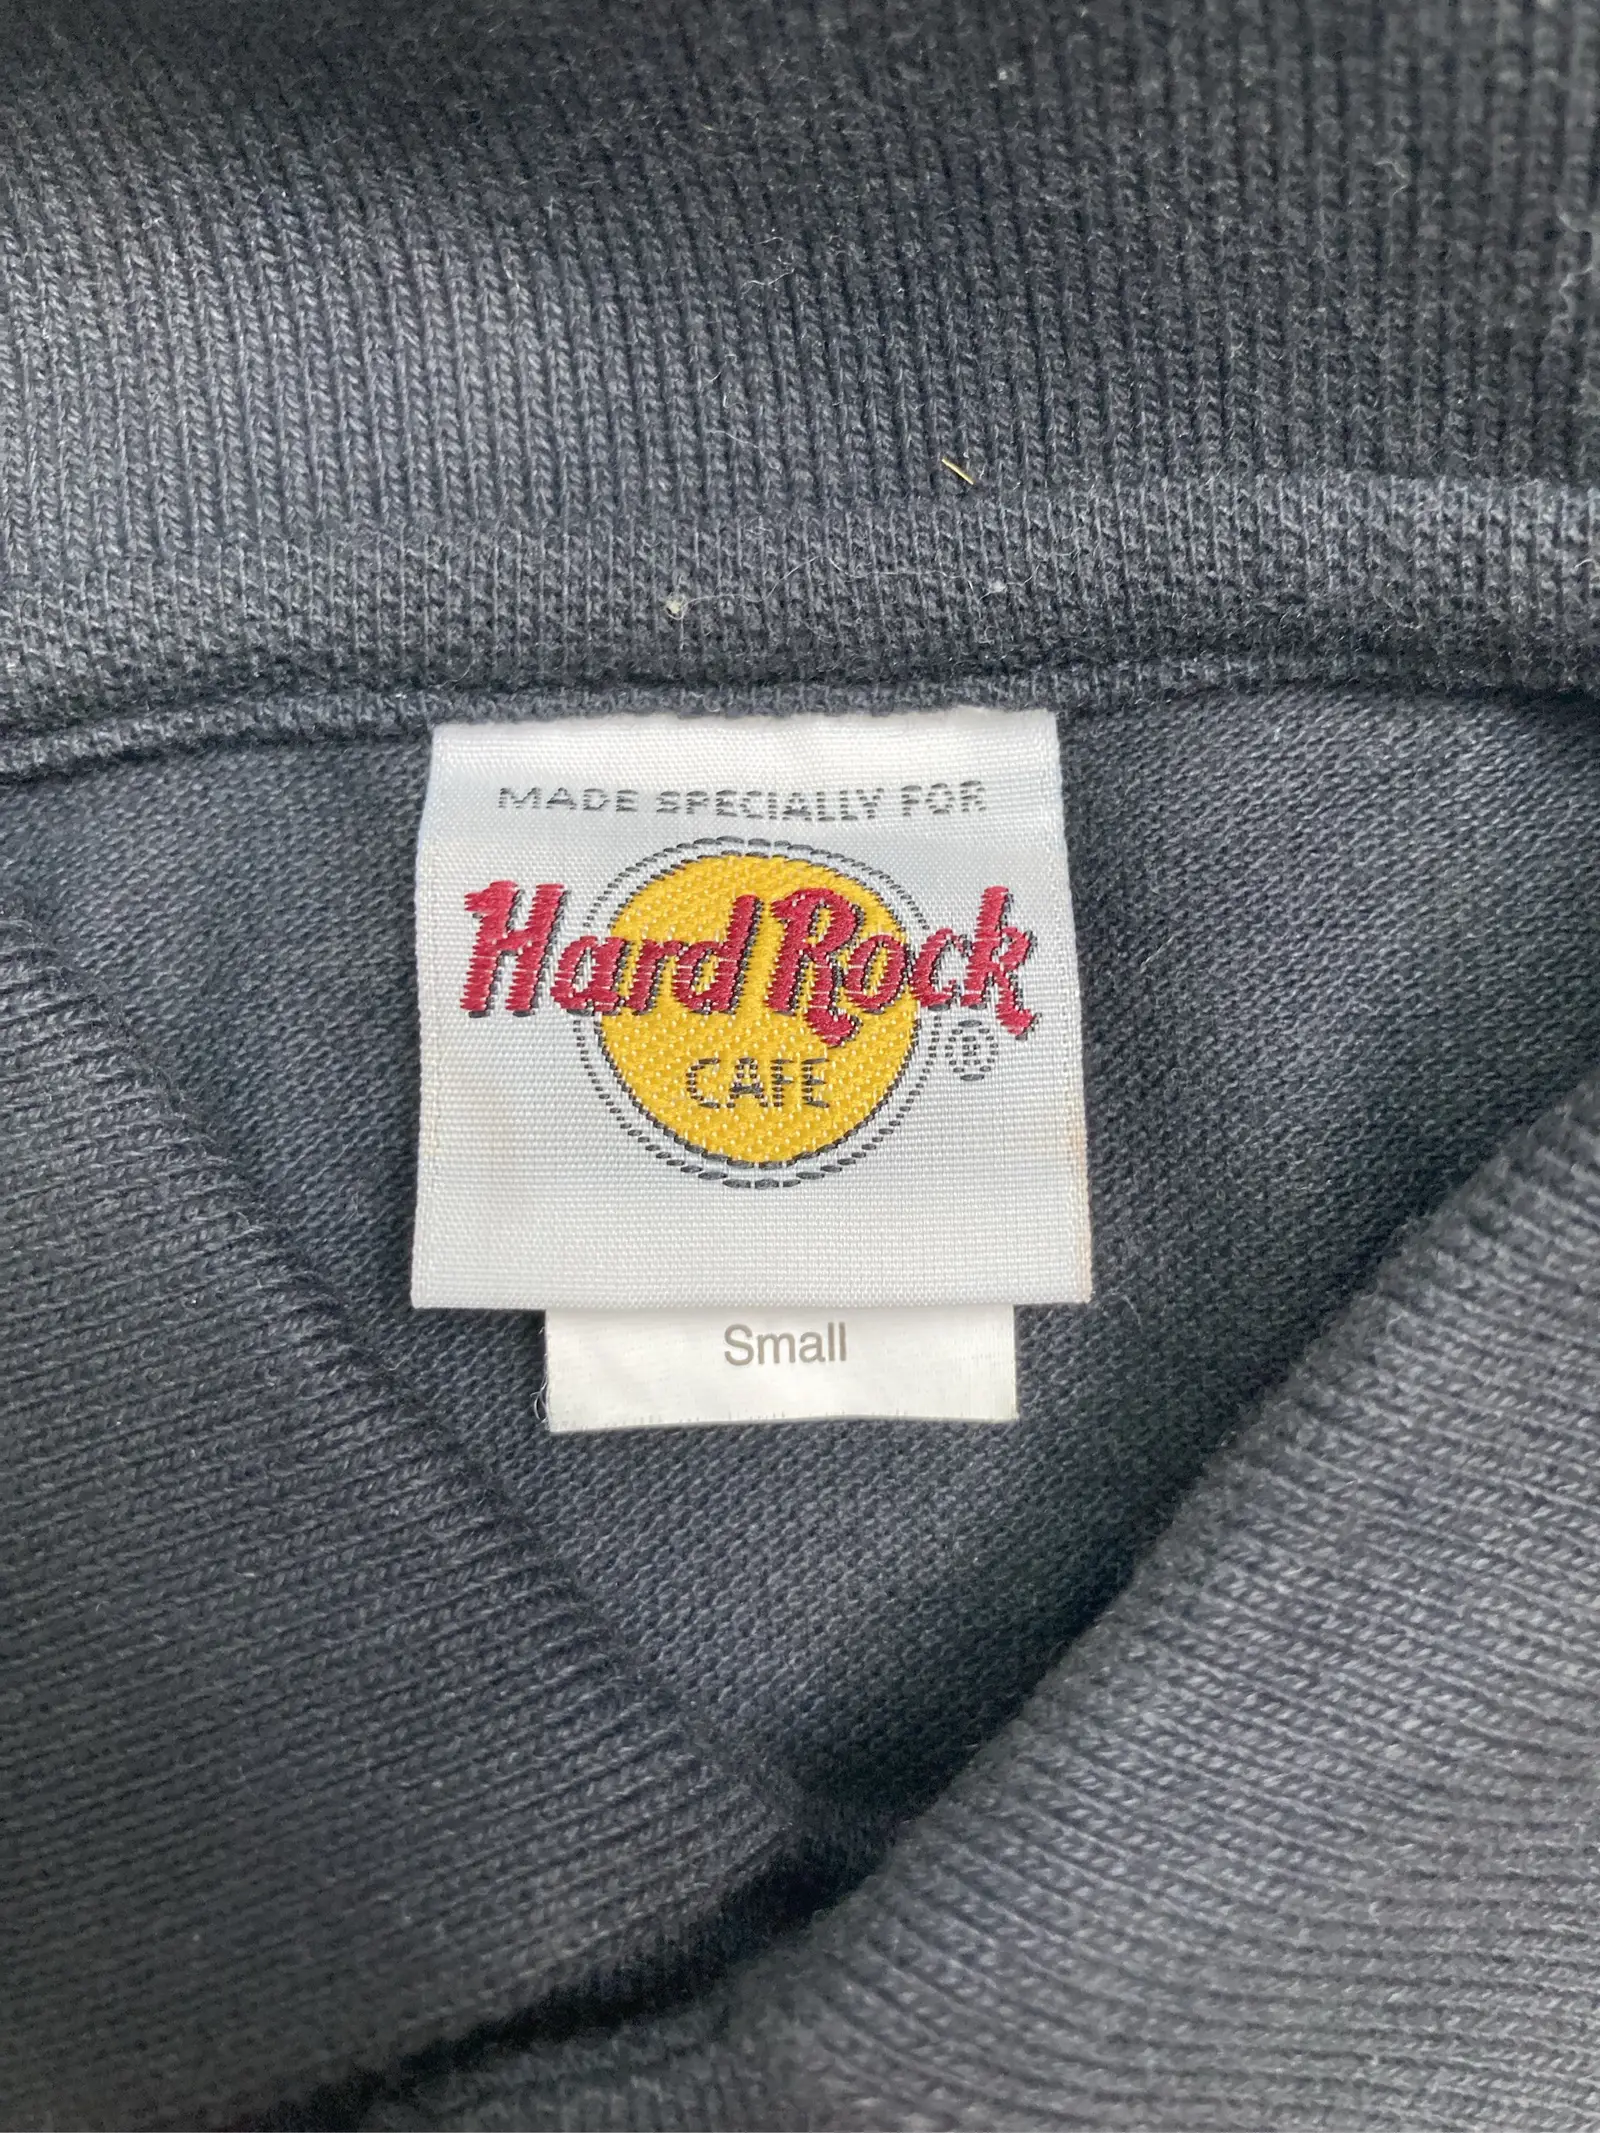 MADE SPECIALLY FOR
Hard Rock
CAFE
®
Small